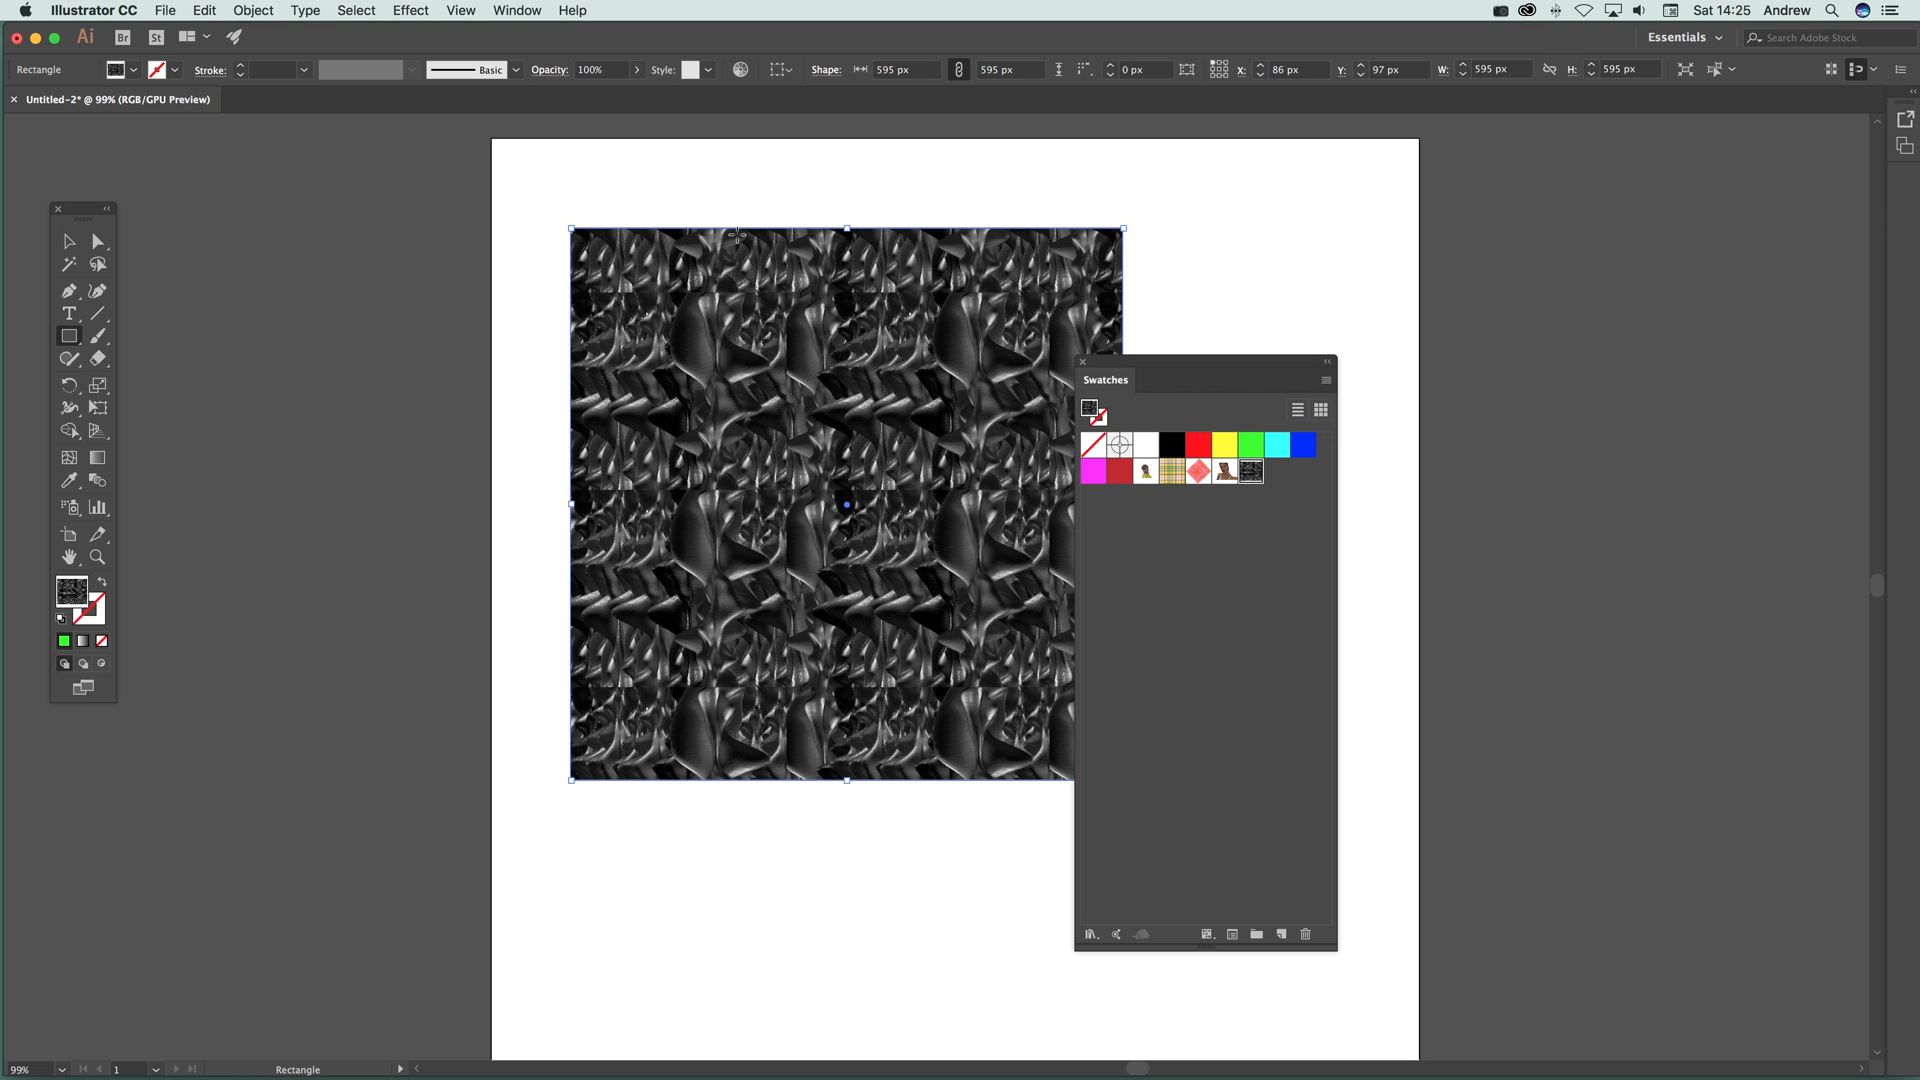 Illustrator CC File Edit Object Type Select Effect View Window Help Sat 14:25 Andrew
Ai Br St Essentials Search Adobe Stock
Rectangle Stroke: Basic Opacity: 100% Style: Shape: 595 px 595 px 0 px X: 86 px Y: 97 px W: 595 px H: 595 px
Untitled-2* @ 99% (RGB/GPU Preview)
Swatches
T
99% 1 Rectangle